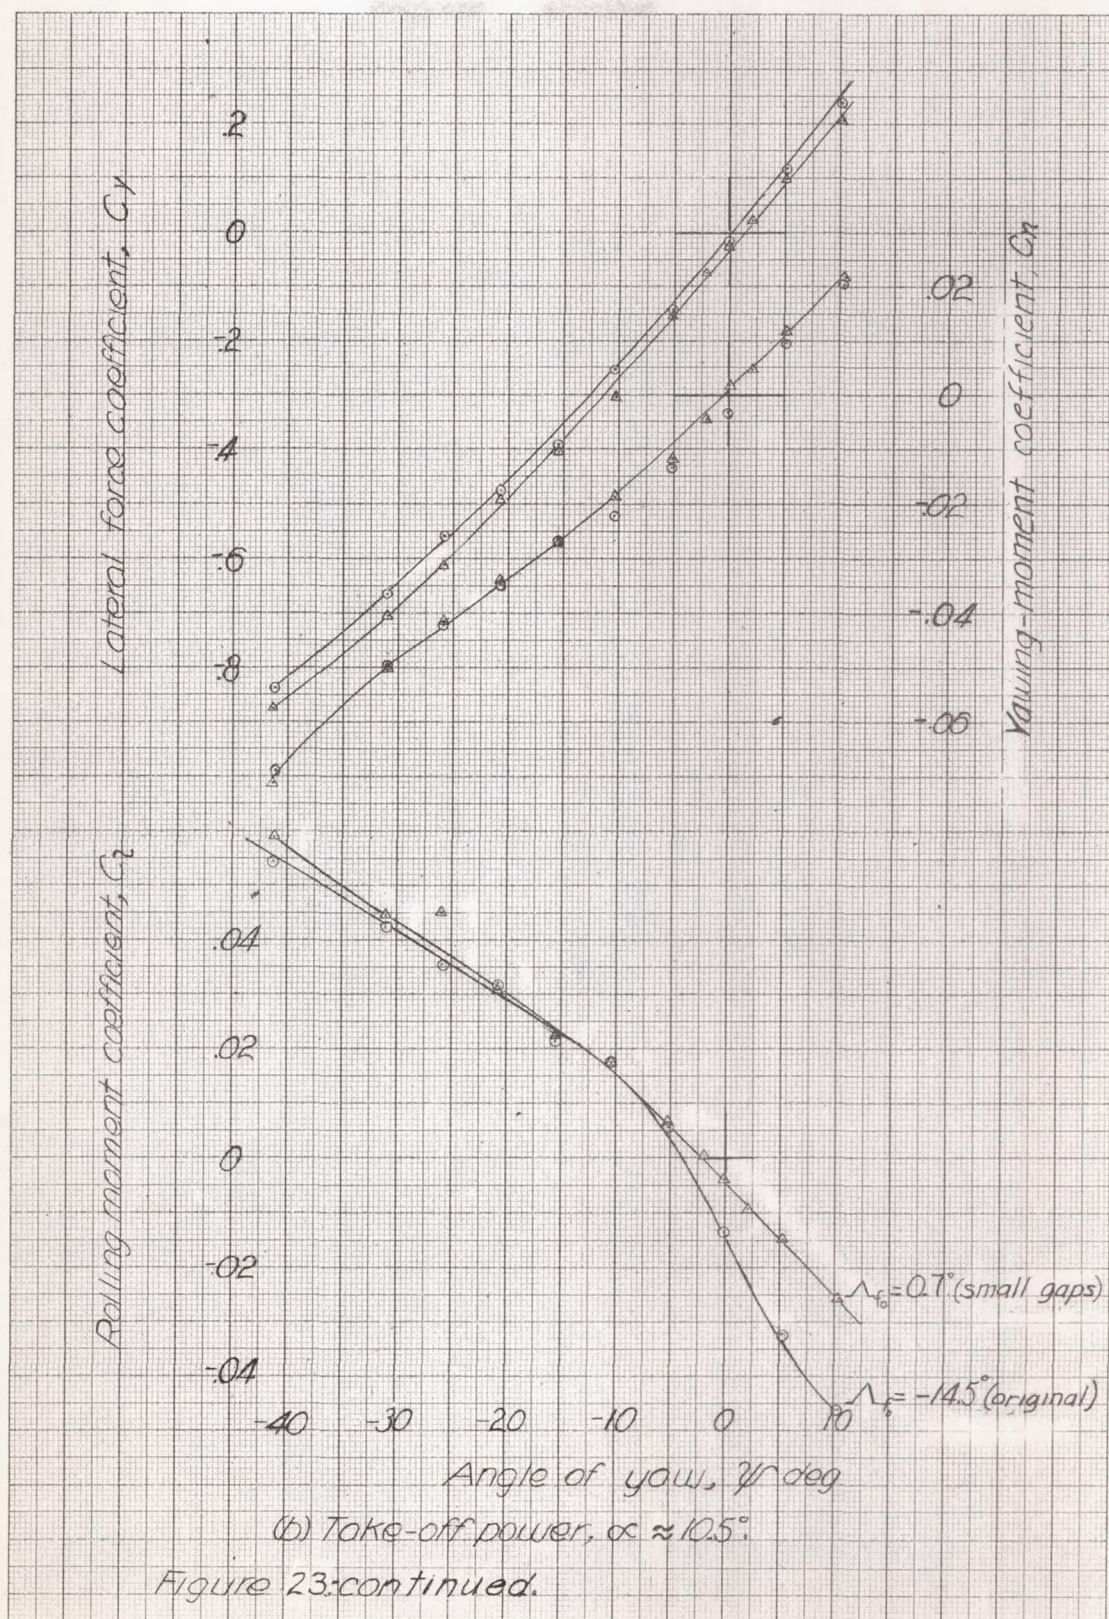 Lateral force coefficient, Cy
.2
0
-.2
-.4
-.6
-.8
Yawing-moment coefficient, Cn
.02
0
-.02
-.04
-.06
Rolling moment coefficient, Cl
.04
.02
0
-.02
-.04
Λf₀=0.7° (small gaps)
Λf₀=-14.5° (original)
-40 -30 -20 -10 0 10
Angle of yaw, ψ deg
(b) Take-off power, α ≈ 10.5°.
Figure 23.-continued.